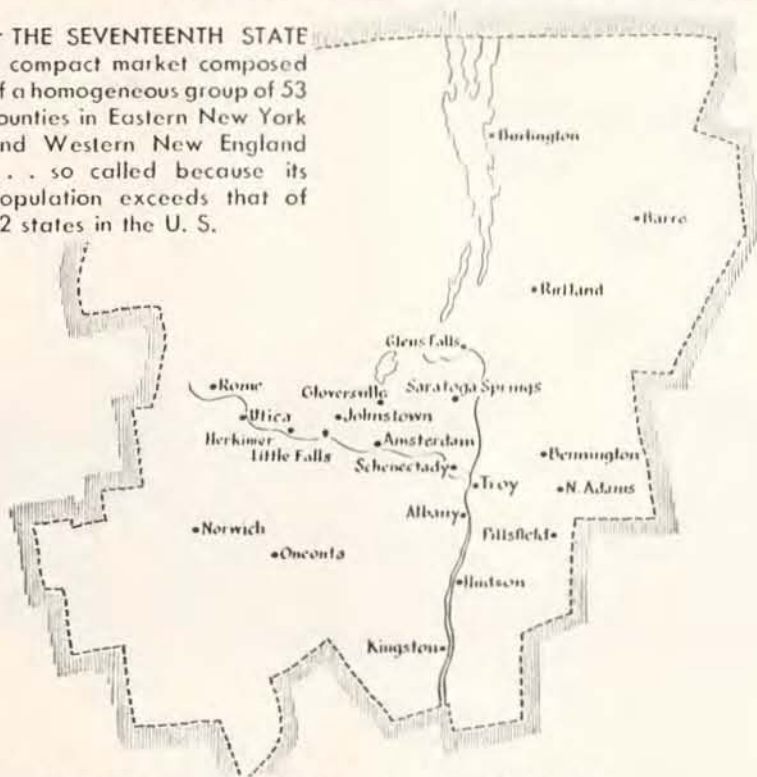 THE SEVENTEENTH STATE
compact market composed
f a homogeneous group of 53
ounties in Eastern New York
nd Western New England
. . so called because its
opulation exceeds that of
2 states in the U. S.
Burlington
Barre
Rutland
Glens Falls
Rome
Gloversville
Saratoga Springs
Utica
Johnstown
Herkimer
Little Falls
Amsterdam
Schenectady
Bennington
Troy
N. Adams
Albany
Pittsfield
Norwich
Oneonta
Hudson
Kingston